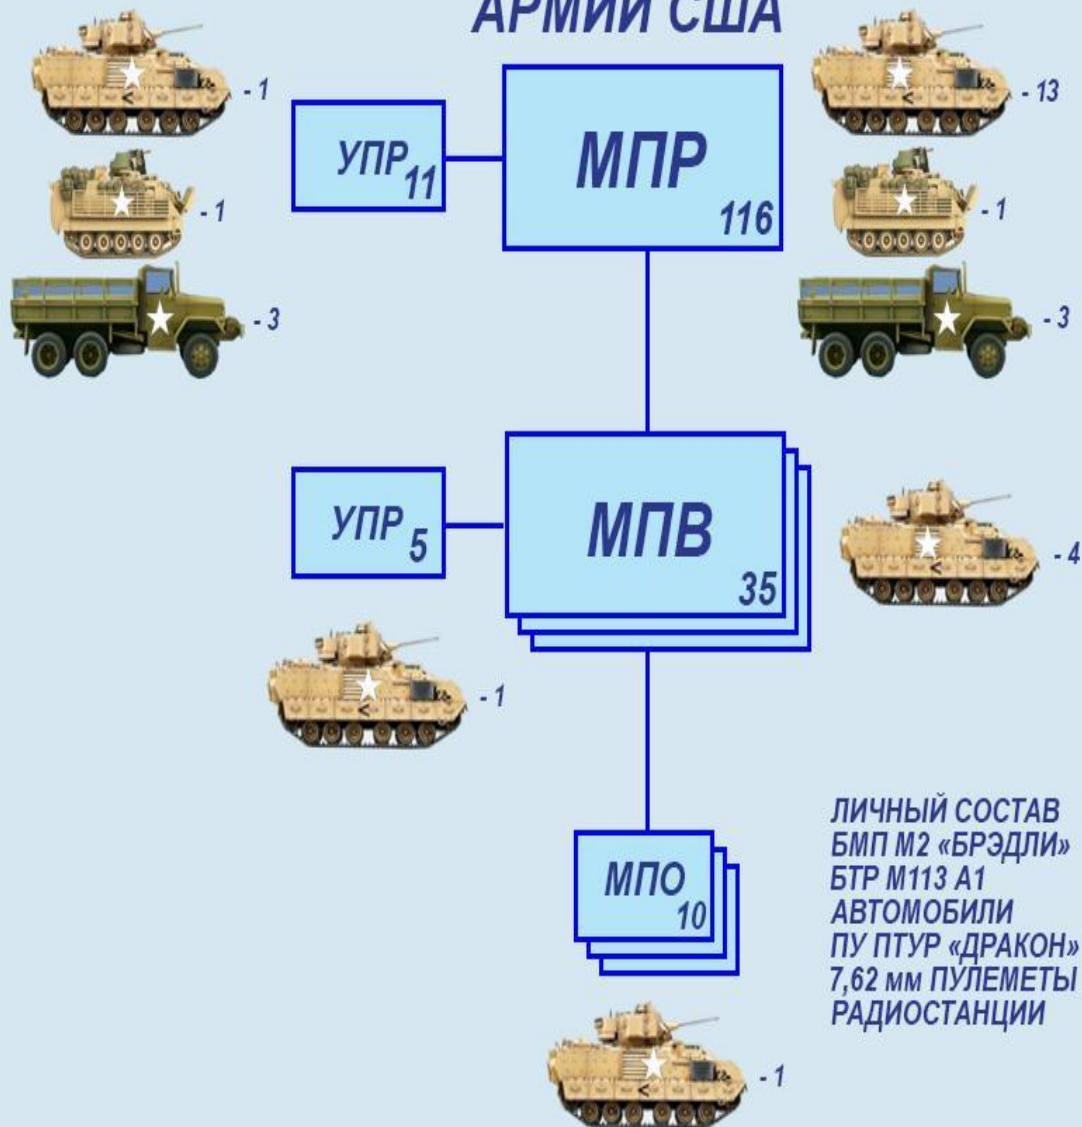 АРМИИ США
- 1
- 1
- 3
УПР 11
МПР 116
- 13
- 1
- 3
УПР 5
МПВ 35
- 4
- 1
МПО 10
- 1
ЛИЧНЫЙ СОСТАВ
БМП М2 «БРЭДЛИ»
БТР М113 А1
АВТОМОБИЛИ
ПУ ПТУР «ДРАКОН»
7,62 мм ПУЛЕМЕТЫ
РАДИОСТАНЦИИ